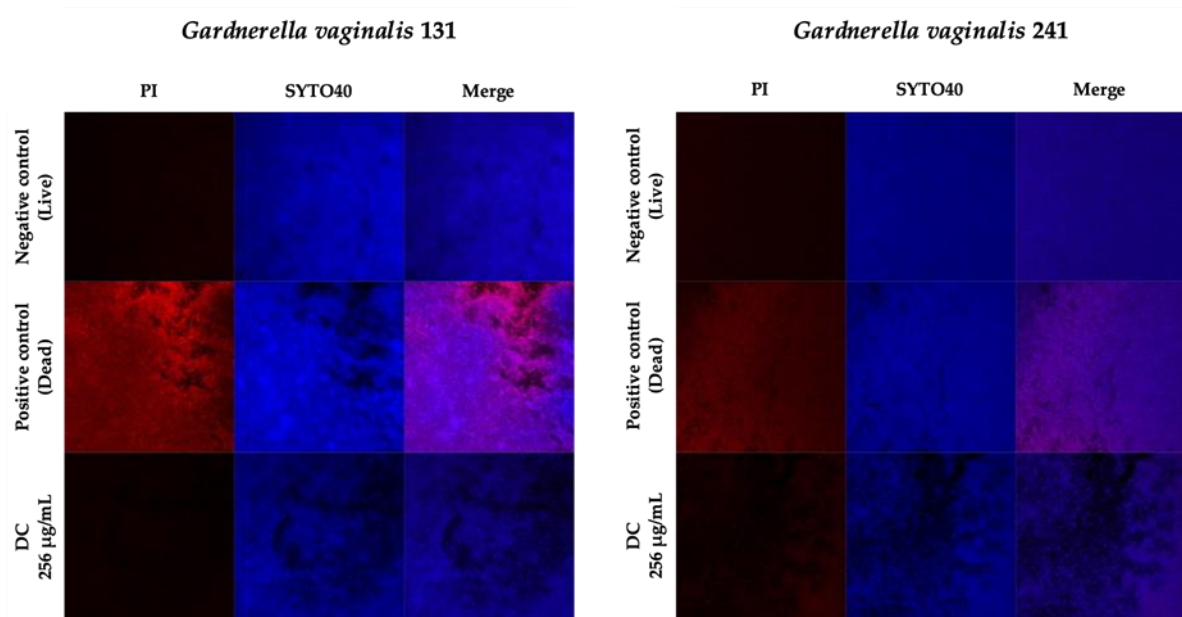 Gardnerella vaginalis 131
PI SYTO40 Merge
Negative control
(Live)
Positive control
(Dead)
DC
256 µg/mL
Gardnerella vaginalis 241
PI SYTO40 Merge
Negative control
(Live)
Positive control
(Dead)
DC
256 µg/mL